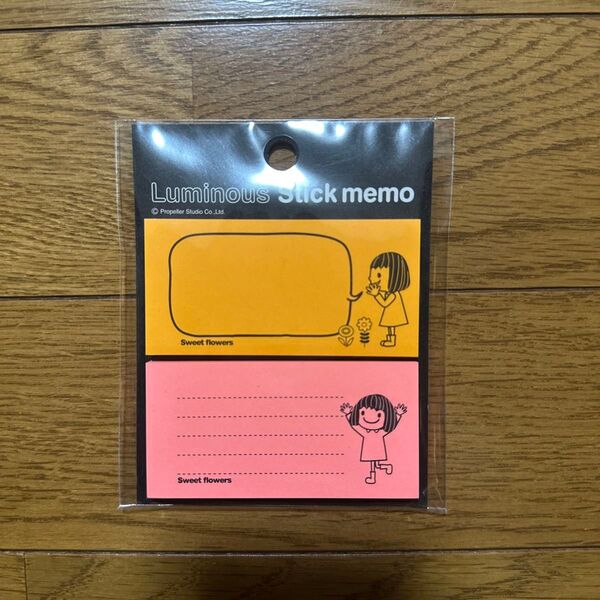 Luminous Stick memo
© Propeller Studio Co.,Ltd.
Sweet flowers
Sweet flowers